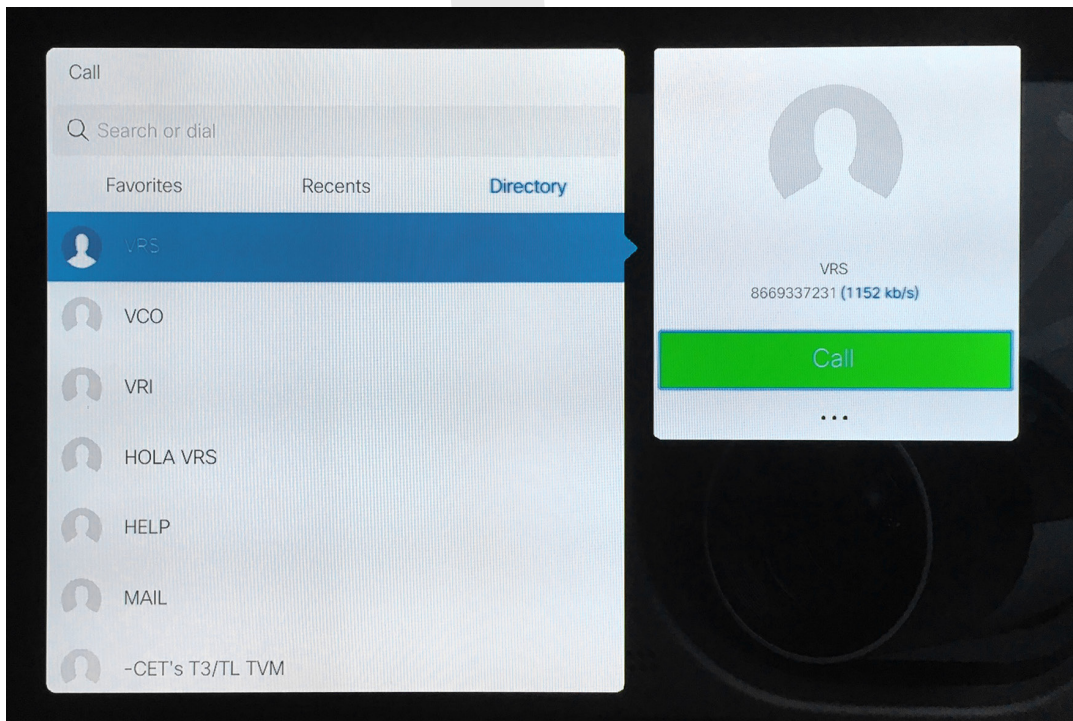 Call
Search or dial
Favorites Recents Directory
VRS
VCO
VRI
HOLA VRS
HELP
MAIL
-CET's T3/TL TVM
VRS
8669337231 (1152 kb/s)
Call
...